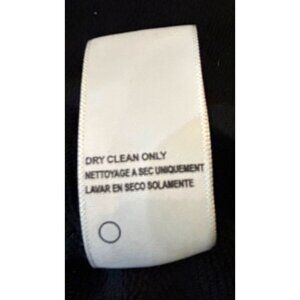 DRY CLEAN ONLY
NETTOYAGE A SEC UNIQUEMENT
LAVAR EN SECO SOLAMENTE